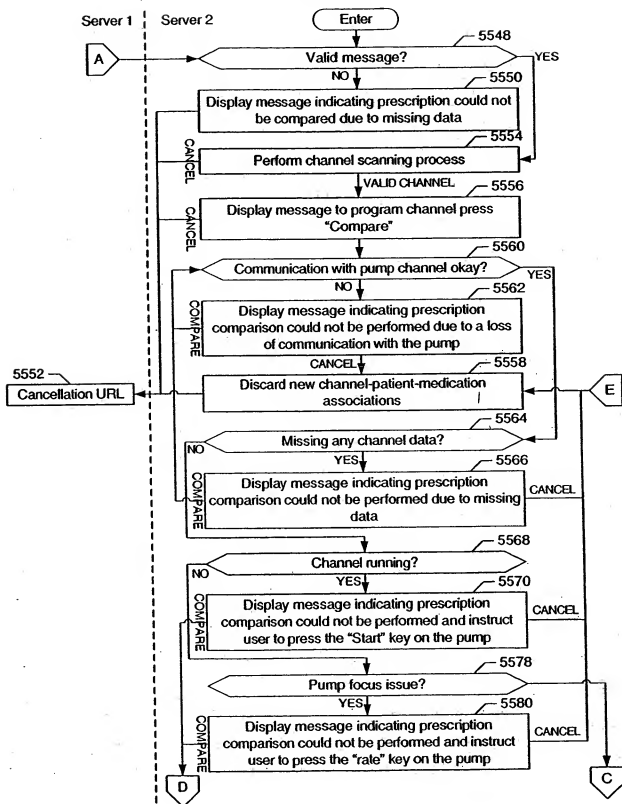 Server 1
Server 2
Enter
5548
A
Valid message?
YES
NO
5550
Display message indicating prescription could not
be compared due to missing data
5554
CANCEL
Perform channel scanning process
VALID CHANNEL
5556
CANCEL
Display message to program channel press
"Compare"
5560
Communication with pump channel okay?
YES
NO
5562
COMPARE
Display message indicating prescription
comparison could not be performed due to a loss
of communication with the pump
CANCEL
5558
5552
Cancellation URL
Discard new channel-patient-medication
associations
E
5564
Missing any channel data?
NO
YES
5566
COMPARE
Display message indicating prescription
comparison could not be performed due to missing
data
CANCEL
5568
Channel running?
NO
YES
5570
COMPARE
Display message indicating prescription
comparison could not be performed and instruct
user to press the "Start" key on the pump
CANCEL
5578
Pump focus issue?
YES
5580
COMPARE
Display message indicating prescription
comparison could not be performed and instruct
user to press the "rate" key on the pump
CANCEL
D
C